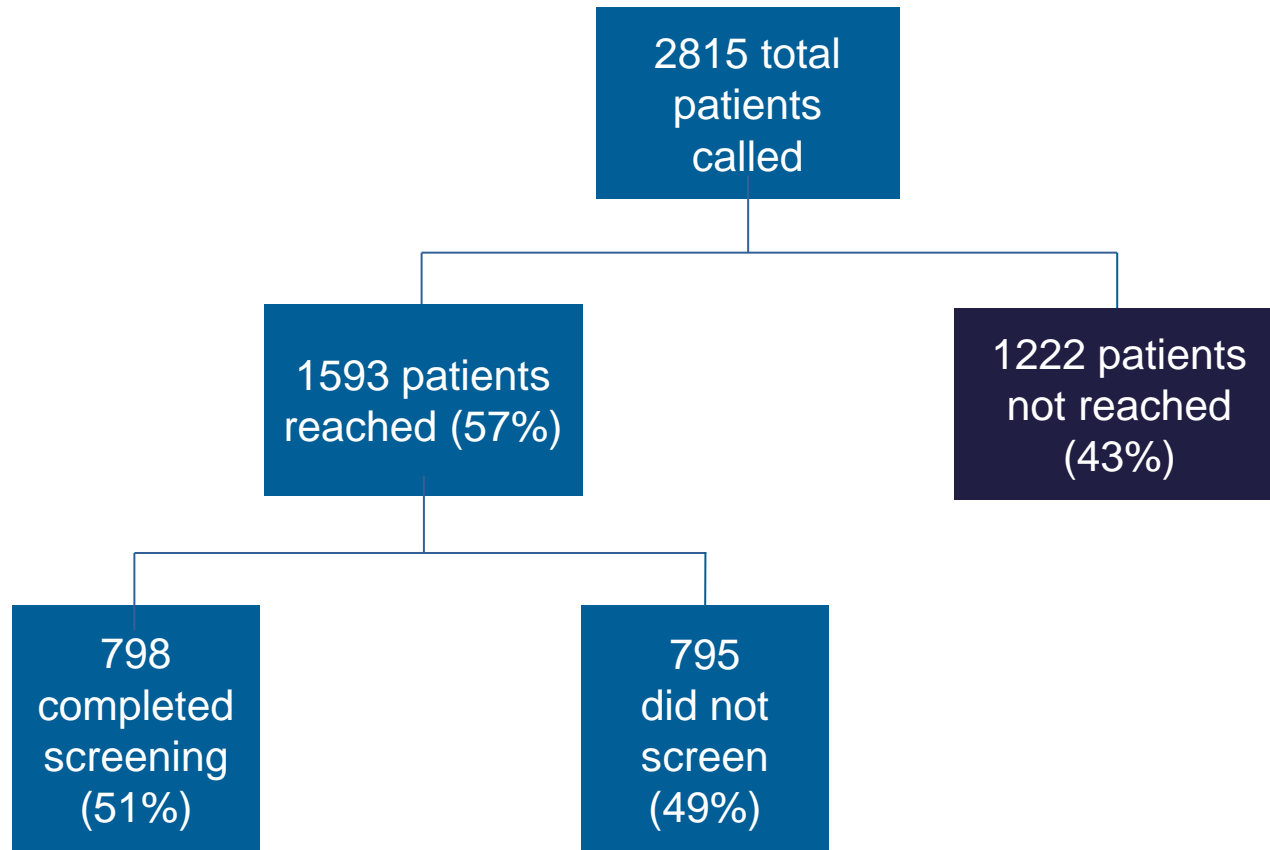 2815 total
patients
called
1593 patients
reached (57%)
1222 patients
not reached
(43%)
798
completed
screening
(51%)
795
did not
screen
(49%)